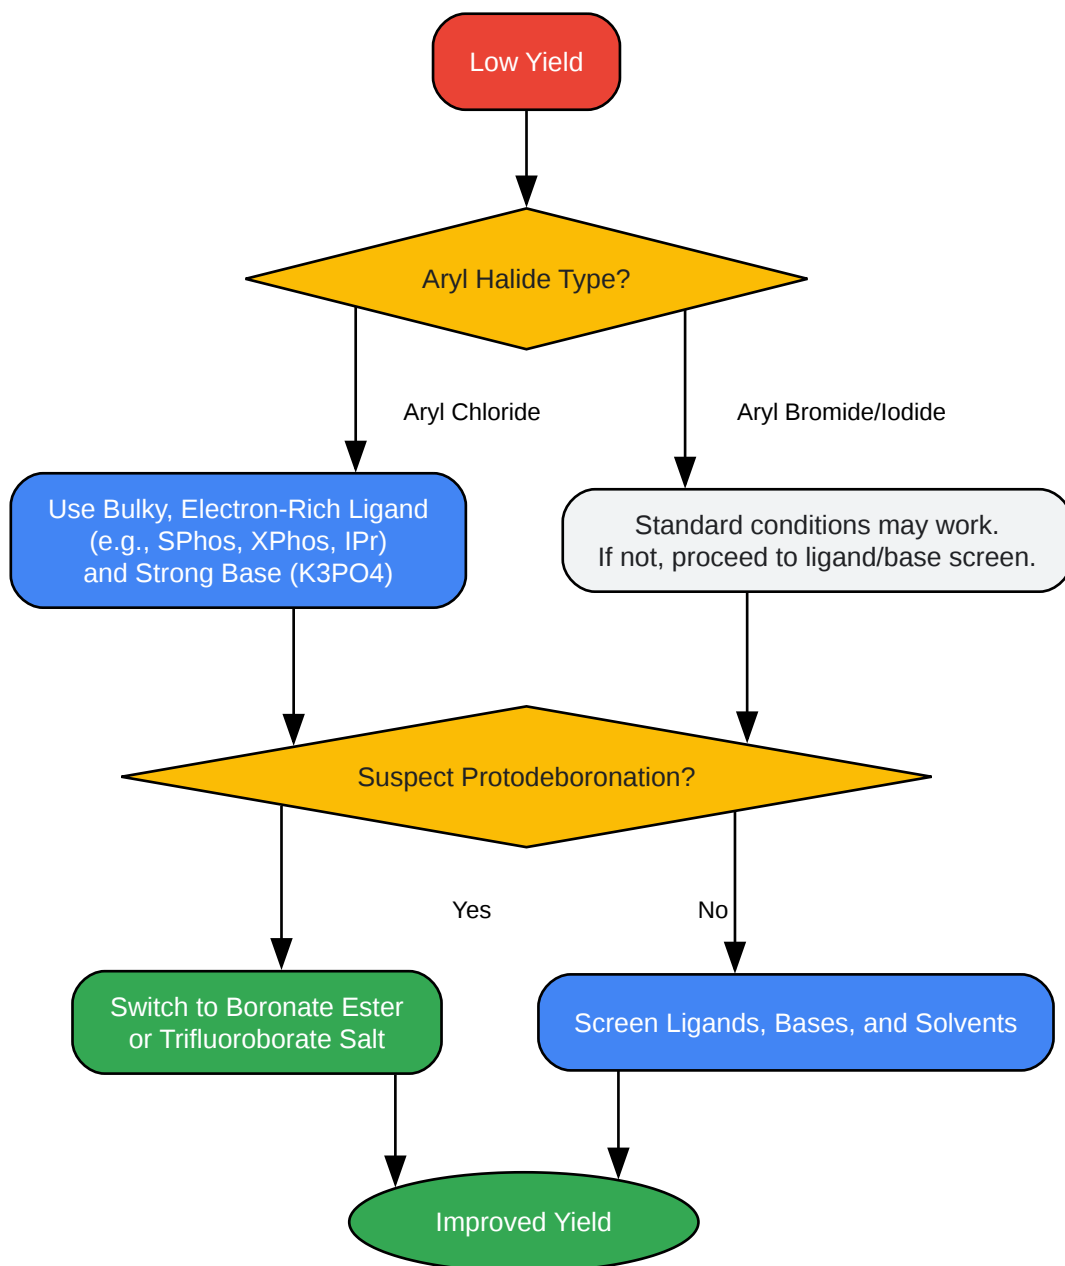 Low Yield
Aryl Halide Type?
Aryl Chloride
Aryl Bromide/Iodide
Use Bulky, Electron-Rich Ligand
(e.g., SPhos, XPhos, IPr)
and Strong Base (K3PO4)
Standard conditions may work.
If not, proceed to ligand/base screen.
Suspect Protodeboronation?
Yes
No
Switch to Boronate Ester
or Trifluoroborate Salt
Screen Ligands, Bases, and Solvents
Improved Yield